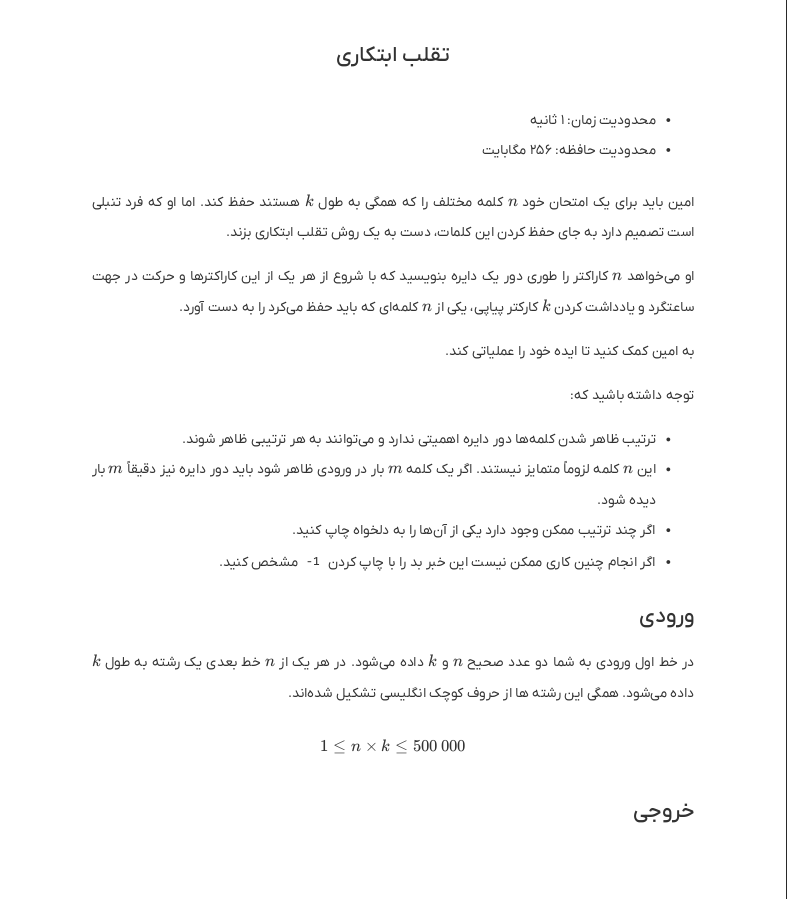 تقلب ابتکاری
• محدودیت زمان: ۱ ثانیه
• محدودیت حافظه: ۲۵۶ مگابایت
امین باید برای یک امتحان خود n کلمه مختلف را که همگی به طول k هستند حفظ کند. اما او که فرد تنبلی
است تصمیم دارد به جای حفظ کردن این کلمات، دست به یک روش تقلب ابتکاری بزند.
او می‌خواهد n کاراکتر را طوری دور یک دایره بنویسید که با شروع از هر یک از این کاراکترها و حرکت در جهت
ساعتگرد و یادداشت کردن k کارکتر پیاپی، یکی از n کلمه‌ای که باید حفظ می‌کرد را به دست آورد.
به امین کمک کنید تا ایده خود را عملیاتی کند.
توجه داشته باشید که:
• ترتیب ظاهر شدن کلمه‌ها دور دایره اهمیتی ندارد و می‌توانند به هر ترتیبی ظاهر شوند.
• این n کلمه لزوماً متمایز نیستند. اگر یک کلمه m بار در ورودی ظاهر شود باید دور دایره نیز دقیقاً m بار
دیده شود.
• اگر چند ترتیب ممکن وجود دارد یکی از آن‌ها را به دلخواه چاپ کنید.
• اگر انجام چنین کاری ممکن نیست این خبر بد را با چاپ کردن -1 مشخص کنید.
ورودی
در خط اول ورودی به شما دو عدد صحیح n و k داده می‌شود. در هر یک از n خط بعدی یک رشته به طول k
داده می‌شود. همگی این رشته ها از حروف کوچک انگلیسی تشکیل شده‌اند.
1 ≤ n × k ≤ 500 000
خروجی